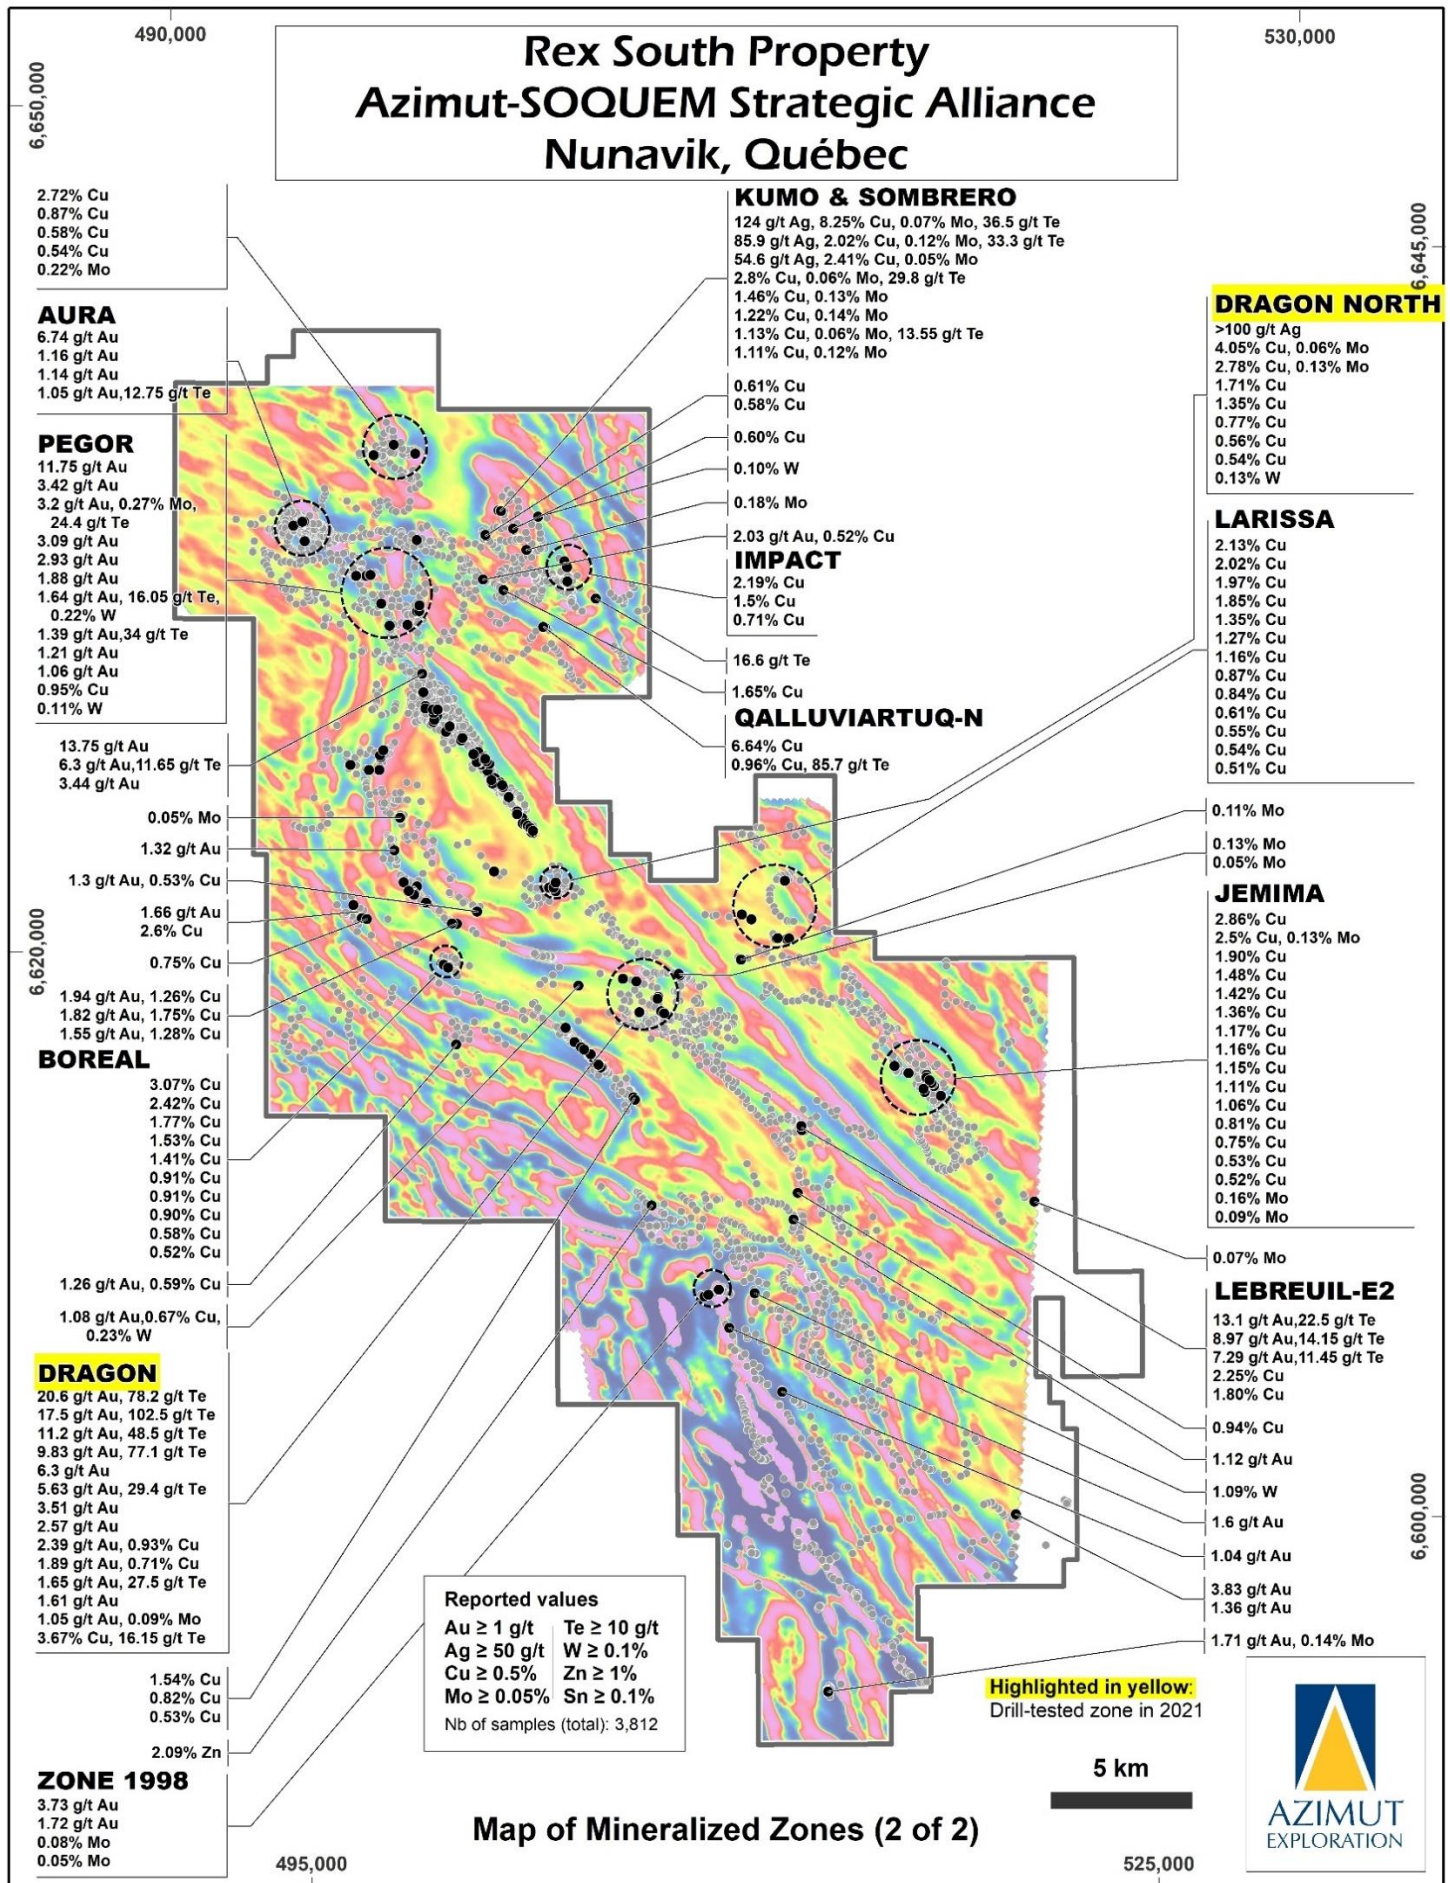 490,000
530,000
Rex South Property
Azimut-SOQUEM Strategic Alliance
Nunavik, Québec
6,650,000
6,645,000
2.72% Cu
0.87% Cu
0.58% Cu
0.54% Cu
0.22% Mo
AURA
6.74 g/t Au
1.16 g/t Au
1.14 g/t Au
1.05 g/t Au,12.75 g/t Te
PEGOR
11.75 g/t Au
3.42 g/t Au
3.2 g/t Au, 0.27% Mo,
24.4 g/t Te
3.09 g/t Au
2.93 g/t Au
1.88 g/t Au
1.64 g/t Au, 16.05 g/t Te,
0.22% W
1.39 g/t Au,34 g/t Te
1.21 g/t Au
1.06 g/t Au
0.95% Cu
0.11% W
13.75 g/t Au
6.3 g/t Au,11.65 g/t Te
3.44 g/t Au
0.05% Mo
1.32 g/t Au
1.3 g/t Au, 0.53% Cu
1.66 g/t Au
2.6% Cu
0.75% Cu
6,620,000
1.94 g/t Au, 1.26% Cu
1.82 g/t Au, 1.75% Cu
1.55 g/t Au, 1.28% Cu
BOREAL
3.07% Cu
2.42% Cu
1.77% Cu
1.53% Cu
1.41% Cu
0.91% Cu
0.91% Cu
0.90% Cu
0.58% Cu
0.52% Cu
1.26 g/t Au, 0.59% Cu
1.08 g/t Au,0.67% Cu,
0.23% W
DRAGON
20.6 g/t Au, 78.2 g/t Te
17.5 g/t Au, 102.5 g/t Te
11.2 g/t Au, 48.5 g/t Te
9.83 g/t Au, 77.1 g/t Te
6.3 g/t Au
5.63 g/t Au, 29.4 g/t Te
3.51 g/t Au
2.57 g/t Au
2.39 g/t Au, 0.93% Cu
1.89 g/t Au, 0.71% Cu
1.65 g/t Au, 27.5 g/t Te
1.61 g/t Au
1.05 g/t Au, 0.09% Mo
3.67% Cu, 16.15 g/t Te
1.54% Cu
0.82% Cu
0.53% Cu
2.09% Zn
ZONE 1998
3.73 g/t Au
1.72 g/t Au
0.08% Mo
0.05% Mo
KUMO & SOMBRERO
124 g/t Ag, 8.25% Cu, 0.07% Mo, 36.5 g/t Te
85.9 g/t Ag, 2.02% Cu, 0.12% Mo, 33.3 g/t Te
54.6 g/t Ag, 2.41% Cu, 0.05% Mo
2.8% Cu, 0.06% Mo, 29.8 g/t Te
1.46% Cu, 0.13% Mo
1.22% Cu, 0.14% Mo
1.13% Cu, 0.06% Mo, 13.55 g/t Te
1.11% Cu, 0.12% Mo
0.61% Cu
0.58% Cu
0.60% Cu
0.10% W
0.18% Mo
2.03 g/t Au, 0.52% Cu
IMPACT
2.19% Cu
1.5% Cu
0.71% Cu
16.6 g/t Te
1.65% Cu
QALLUVIARTUQ-N
6.64% Cu
0.96% Cu, 85.7 g/t Te
DRAGON NORTH
>100 g/t Ag
4.05% Cu, 0.06% Mo
2.78% Cu, 0.13% Mo
1.71% Cu
1.35% Cu
0.77% Cu
0.56% Cu
0.54% Cu
0.13% W
LARISSA
2.13% Cu
2.02% Cu
1.97% Cu
1.85% Cu
1.35% Cu
1.27% Cu
1.16% Cu
0.87% Cu
0.84% Cu
0.61% Cu
0.55% Cu
0.54% Cu
0.51% Cu
0.11% Mo
0.13% Mo
0.05% Mo
JEMIMA
2.86% Cu
2.5% Cu, 0.13% Mo
1.90% Cu
1.48% Cu
1.42% Cu
1.36% Cu
1.17% Cu
1.16% Cu
1.15% Cu
1.11% Cu
1.06% Cu
0.81% Cu
0.75% Cu
0.53% Cu
0.52% Cu
0.16% Mo
0.09% Mo
0.07% Mo
LEBREUIL-E2
13.1 g/t Au,22.5 g/t Te
8.97 g/t Au,14.15 g/t Te
7.29 g/t Au,11.45 g/t Te
2.25% Cu
1.80% Cu
0.94% Cu
1.12 g/t Au
1.09% W
1.6 g/t Au
1.04 g/t Au
3.83 g/t Au
1.36 g/t Au
1.71 g/t Au, 0.14% Mo
6,600,000
Reported values
Au ≥ 1 g/t Te ≥ 10 g/t
Ag ≥ 50 g/t W ≥ 0.1%
Cu ≥ 0.5% Zn ≥ 1%
Mo ≥ 0.05% Sn ≥ 0.1%
Nb of samples (total): 3,812
Highlighted in yellow:
Drill-tested zone in 2021
5 km
Map of Mineralized Zones (2 of 2)
AZIMUT
EXPLORATION
495,000
525,000